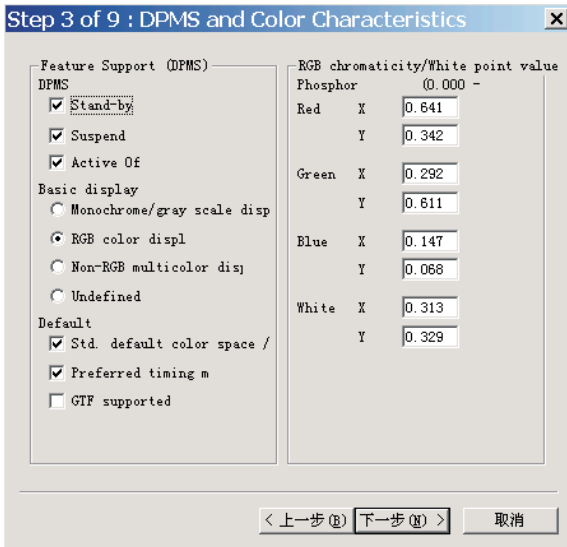 Step 3 of 9 : DPMS and Color Characteristics
Feature Support (DPMS)
DPMS
Stand-by
Suspend
Active Of
Basic display
Monochrome/gray scale disp
RGB color displ
Non-RGB multicolor disp
Undefined
Default
Std. default color space /
Preferred timing m
GTF supported
RGB chromaticity/White point value
Phosphor (0.000 -
Red X 0.641
Y 0.342
Green X 0.292
Y 0.611
Blue X 0.147
Y 0.068
White X 0.313
Y 0.329
< 上一步(B)
下一步(N) >
取消